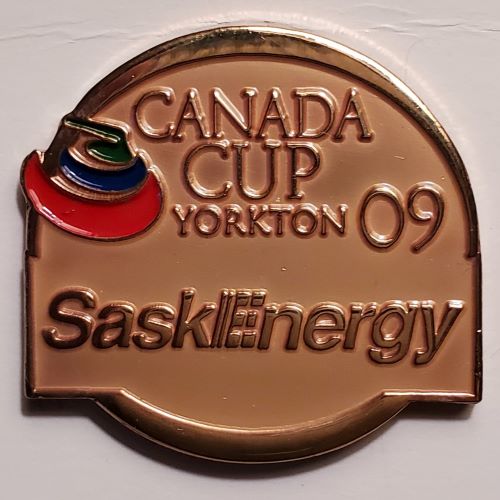 CANADA
CUP
YORKTON 09
SaskEnergy